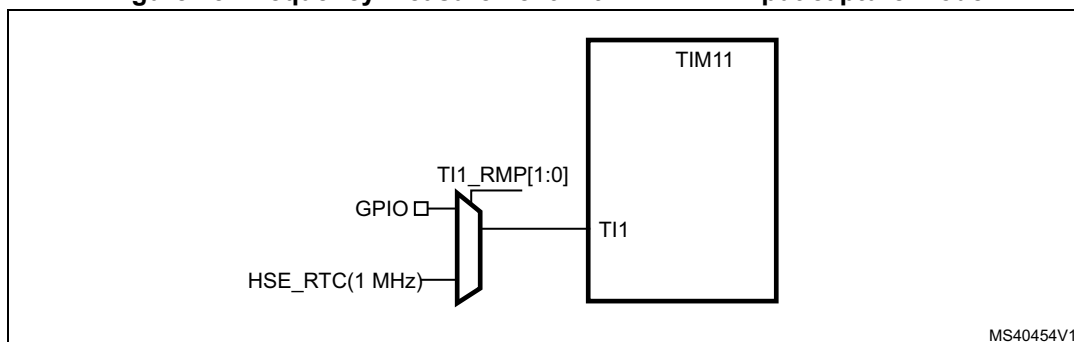 TIM11
TI1_RMP[1:0]
GPIO
TI1
HSE_RTC(1 MHz)
MS40454V1